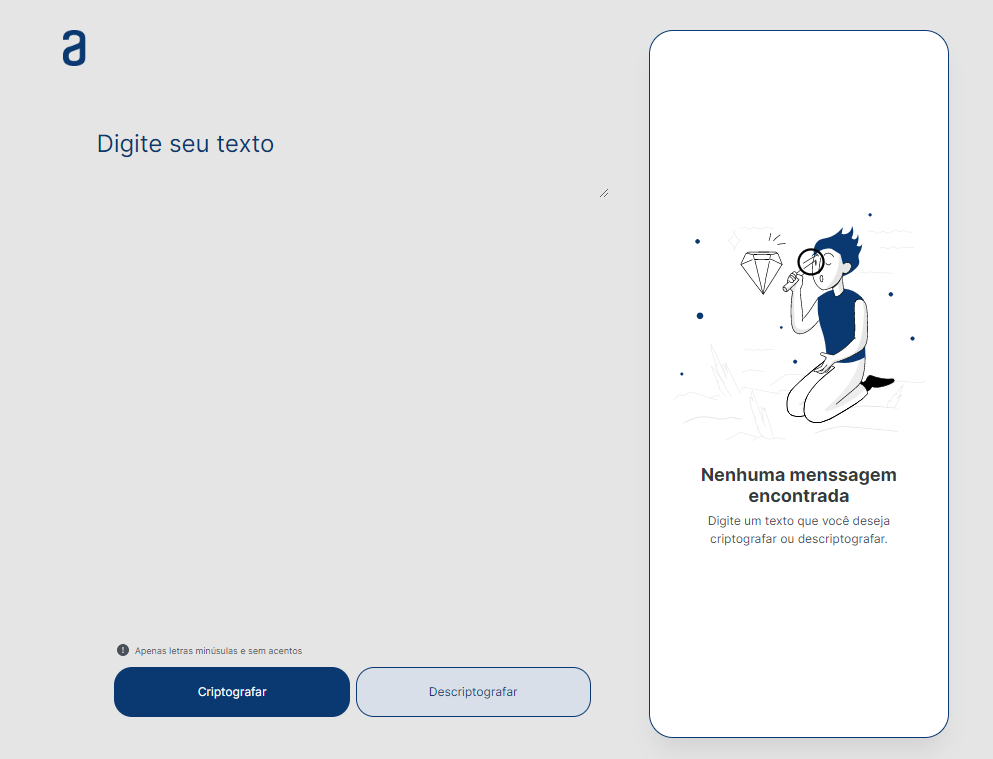 a
Digite seu texto
Nenhuma menssagem
encontrada
Digite um texto que você deseja
criptografar ou descriptografar.
! Apenas letras minúsulas e sem acentos
Criptografar
Descriptografar